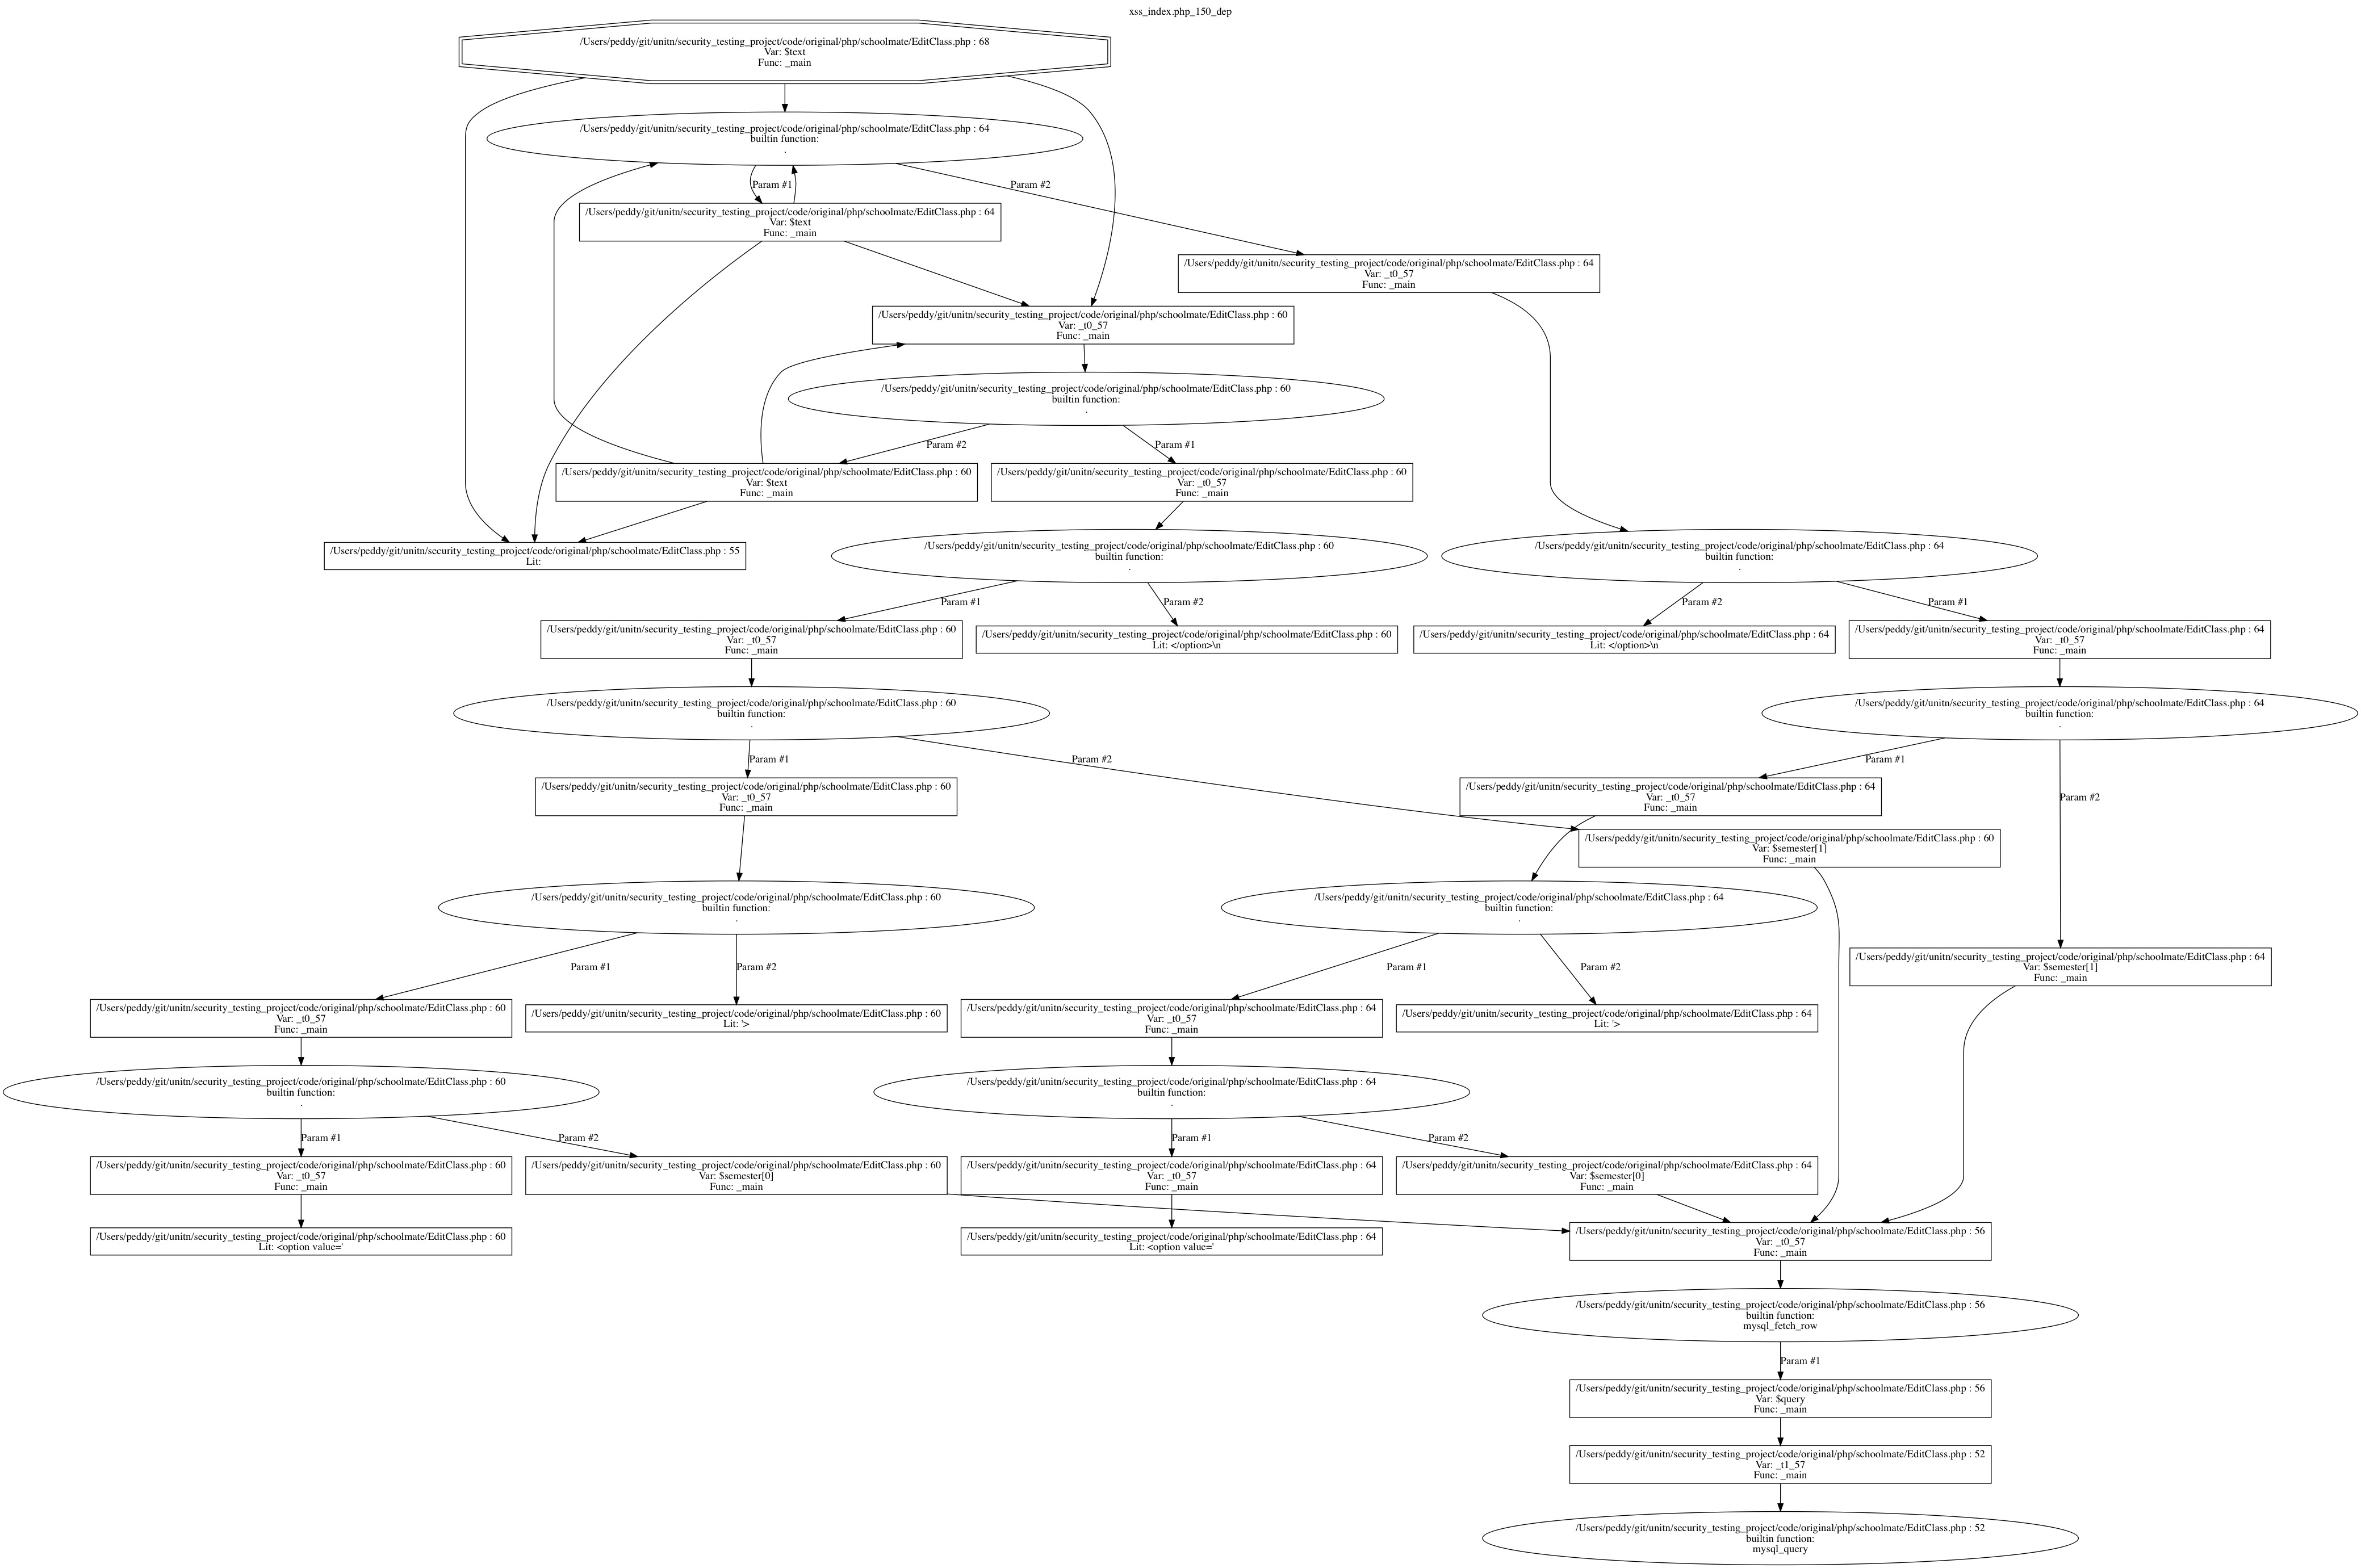 xss_index.php_150_dep
/Users/peddy/git/unitn/security_testing_project/code/original/php/schoolmate/EditClass.php : 68
Var: $text
Func: _main
/Users/peddy/git/unitn/security_testing_project/code/original/php/schoolmate/EditClass.php : 64
builtin function:
.
Param #1
Param #2
/Users/peddy/git/unitn/security_testing_project/code/original/php/schoolmate/EditClass.php : 64
Var: $text
Func: _main
/Users/peddy/git/unitn/security_testing_project/code/original/php/schoolmate/EditClass.php : 64
Var: _t0_57
Func: _main
/Users/peddy/git/unitn/security_testing_project/code/original/php/schoolmate/EditClass.php : 60
Var: _t0_57
Func: _main
/Users/peddy/git/unitn/security_testing_project/code/original/php/schoolmate/EditClass.php : 60
builtin function:
.
Param #2
Param #1
/Users/peddy/git/unitn/security_testing_project/code/original/php/schoolmate/EditClass.php : 60
Var: $text
Func: _main
/Users/peddy/git/unitn/security_testing_project/code/original/php/schoolmate/EditClass.php : 60
Var: _t0_57
Func: _main
/Users/peddy/git/unitn/security_testing_project/code/original/php/schoolmate/EditClass.php : 55
Lit:
/Users/peddy/git/unitn/security_testing_project/code/original/php/schoolmate/EditClass.php : 60
builtin function:
.
/Users/peddy/git/unitn/security_testing_project/code/original/php/schoolmate/EditClass.php : 64
builtin function:
.
Param #1
Param #2
Param #2
Param #1
/Users/peddy/git/unitn/security_testing_project/code/original/php/schoolmate/EditClass.php : 60
Var: _t0_57
Func: _main
/Users/peddy/git/unitn/security_testing_project/code/original/php/schoolmate/EditClass.php : 60
Lit: </option>\n
/Users/peddy/git/unitn/security_testing_project/code/original/php/schoolmate/EditClass.php : 64
Lit: </option>\n
/Users/peddy/git/unitn/security_testing_project/code/original/php/schoolmate/EditClass.php : 64
Var: _t0_57
Func: _main
/Users/peddy/git/unitn/security_testing_project/code/original/php/schoolmate/EditClass.php : 60
builtin function:
.
/Users/peddy/git/unitn/security_testing_project/code/original/php/schoolmate/EditClass.php : 64
builtin function:
.
Param #1
Param #2
Param #1
Param #2
/Users/peddy/git/unitn/security_testing_project/code/original/php/schoolmate/EditClass.php : 60
Var: _t0_57
Func: _main
/Users/peddy/git/unitn/security_testing_project/code/original/php/schoolmate/EditClass.php : 64
Var: _t0_57
Func: _main
/Users/peddy/git/unitn/security_testing_project/code/original/php/schoolmate/EditClass.php : 60
Var: $semester[1]
Func: _main
/Users/peddy/git/unitn/security_testing_project/code/original/php/schoolmate/EditClass.php : 60
builtin function:
.
/Users/peddy/git/unitn/security_testing_project/code/original/php/schoolmate/EditClass.php : 64
builtin function:
.
Param #1
Param #2
Param #1
Param #2
/Users/peddy/git/unitn/security_testing_project/code/original/php/schoolmate/EditClass.php : 64
Var: $semester[1]
Func: _main
/Users/peddy/git/unitn/security_testing_project/code/original/php/schoolmate/EditClass.php : 60
Var: _t0_57
Func: _main
/Users/peddy/git/unitn/security_testing_project/code/original/php/schoolmate/EditClass.php : 60
Lit: '>
/Users/peddy/git/unitn/security_testing_project/code/original/php/schoolmate/EditClass.php : 64
Var: _t0_57
Func: _main
/Users/peddy/git/unitn/security_testing_project/code/original/php/schoolmate/EditClass.php : 64
Lit: '>
/Users/peddy/git/unitn/security_testing_project/code/original/php/schoolmate/EditClass.php : 60
builtin function:
.
/Users/peddy/git/unitn/security_testing_project/code/original/php/schoolmate/EditClass.php : 64
builtin function:
.
Param #1
Param #2
Param #1
Param #2
/Users/peddy/git/unitn/security_testing_project/code/original/php/schoolmate/EditClass.php : 60
Var: _t0_57
Func: _main
/Users/peddy/git/unitn/security_testing_project/code/original/php/schoolmate/EditClass.php : 60
Var: $semester[0]
Func: _main
/Users/peddy/git/unitn/security_testing_project/code/original/php/schoolmate/EditClass.php : 64
Var: _t0_57
Func: _main
/Users/peddy/git/unitn/security_testing_project/code/original/php/schoolmate/EditClass.php : 64
Var: $semester[0]
Func: _main
/Users/peddy/git/unitn/security_testing_project/code/original/php/schoolmate/EditClass.php : 60
Lit: <option value='
/Users/peddy/git/unitn/security_testing_project/code/original/php/schoolmate/EditClass.php : 64
Lit: <option value='
/Users/peddy/git/unitn/security_testing_project/code/original/php/schoolmate/EditClass.php : 56
Var: _t0_57
Func: _main
/Users/peddy/git/unitn/security_testing_project/code/original/php/schoolmate/EditClass.php : 56
builtin function:
mysql_fetch_row
Param #1
/Users/peddy/git/unitn/security_testing_project/code/original/php/schoolmate/EditClass.php : 56
Var: $query
Func: _main
/Users/peddy/git/unitn/security_testing_project/code/original/php/schoolmate/EditClass.php : 52
Var: _t1_57
Func: _main
/Users/peddy/git/unitn/security_testing_project/code/original/php/schoolmate/EditClass.php : 52
builtin function:
mysql_query